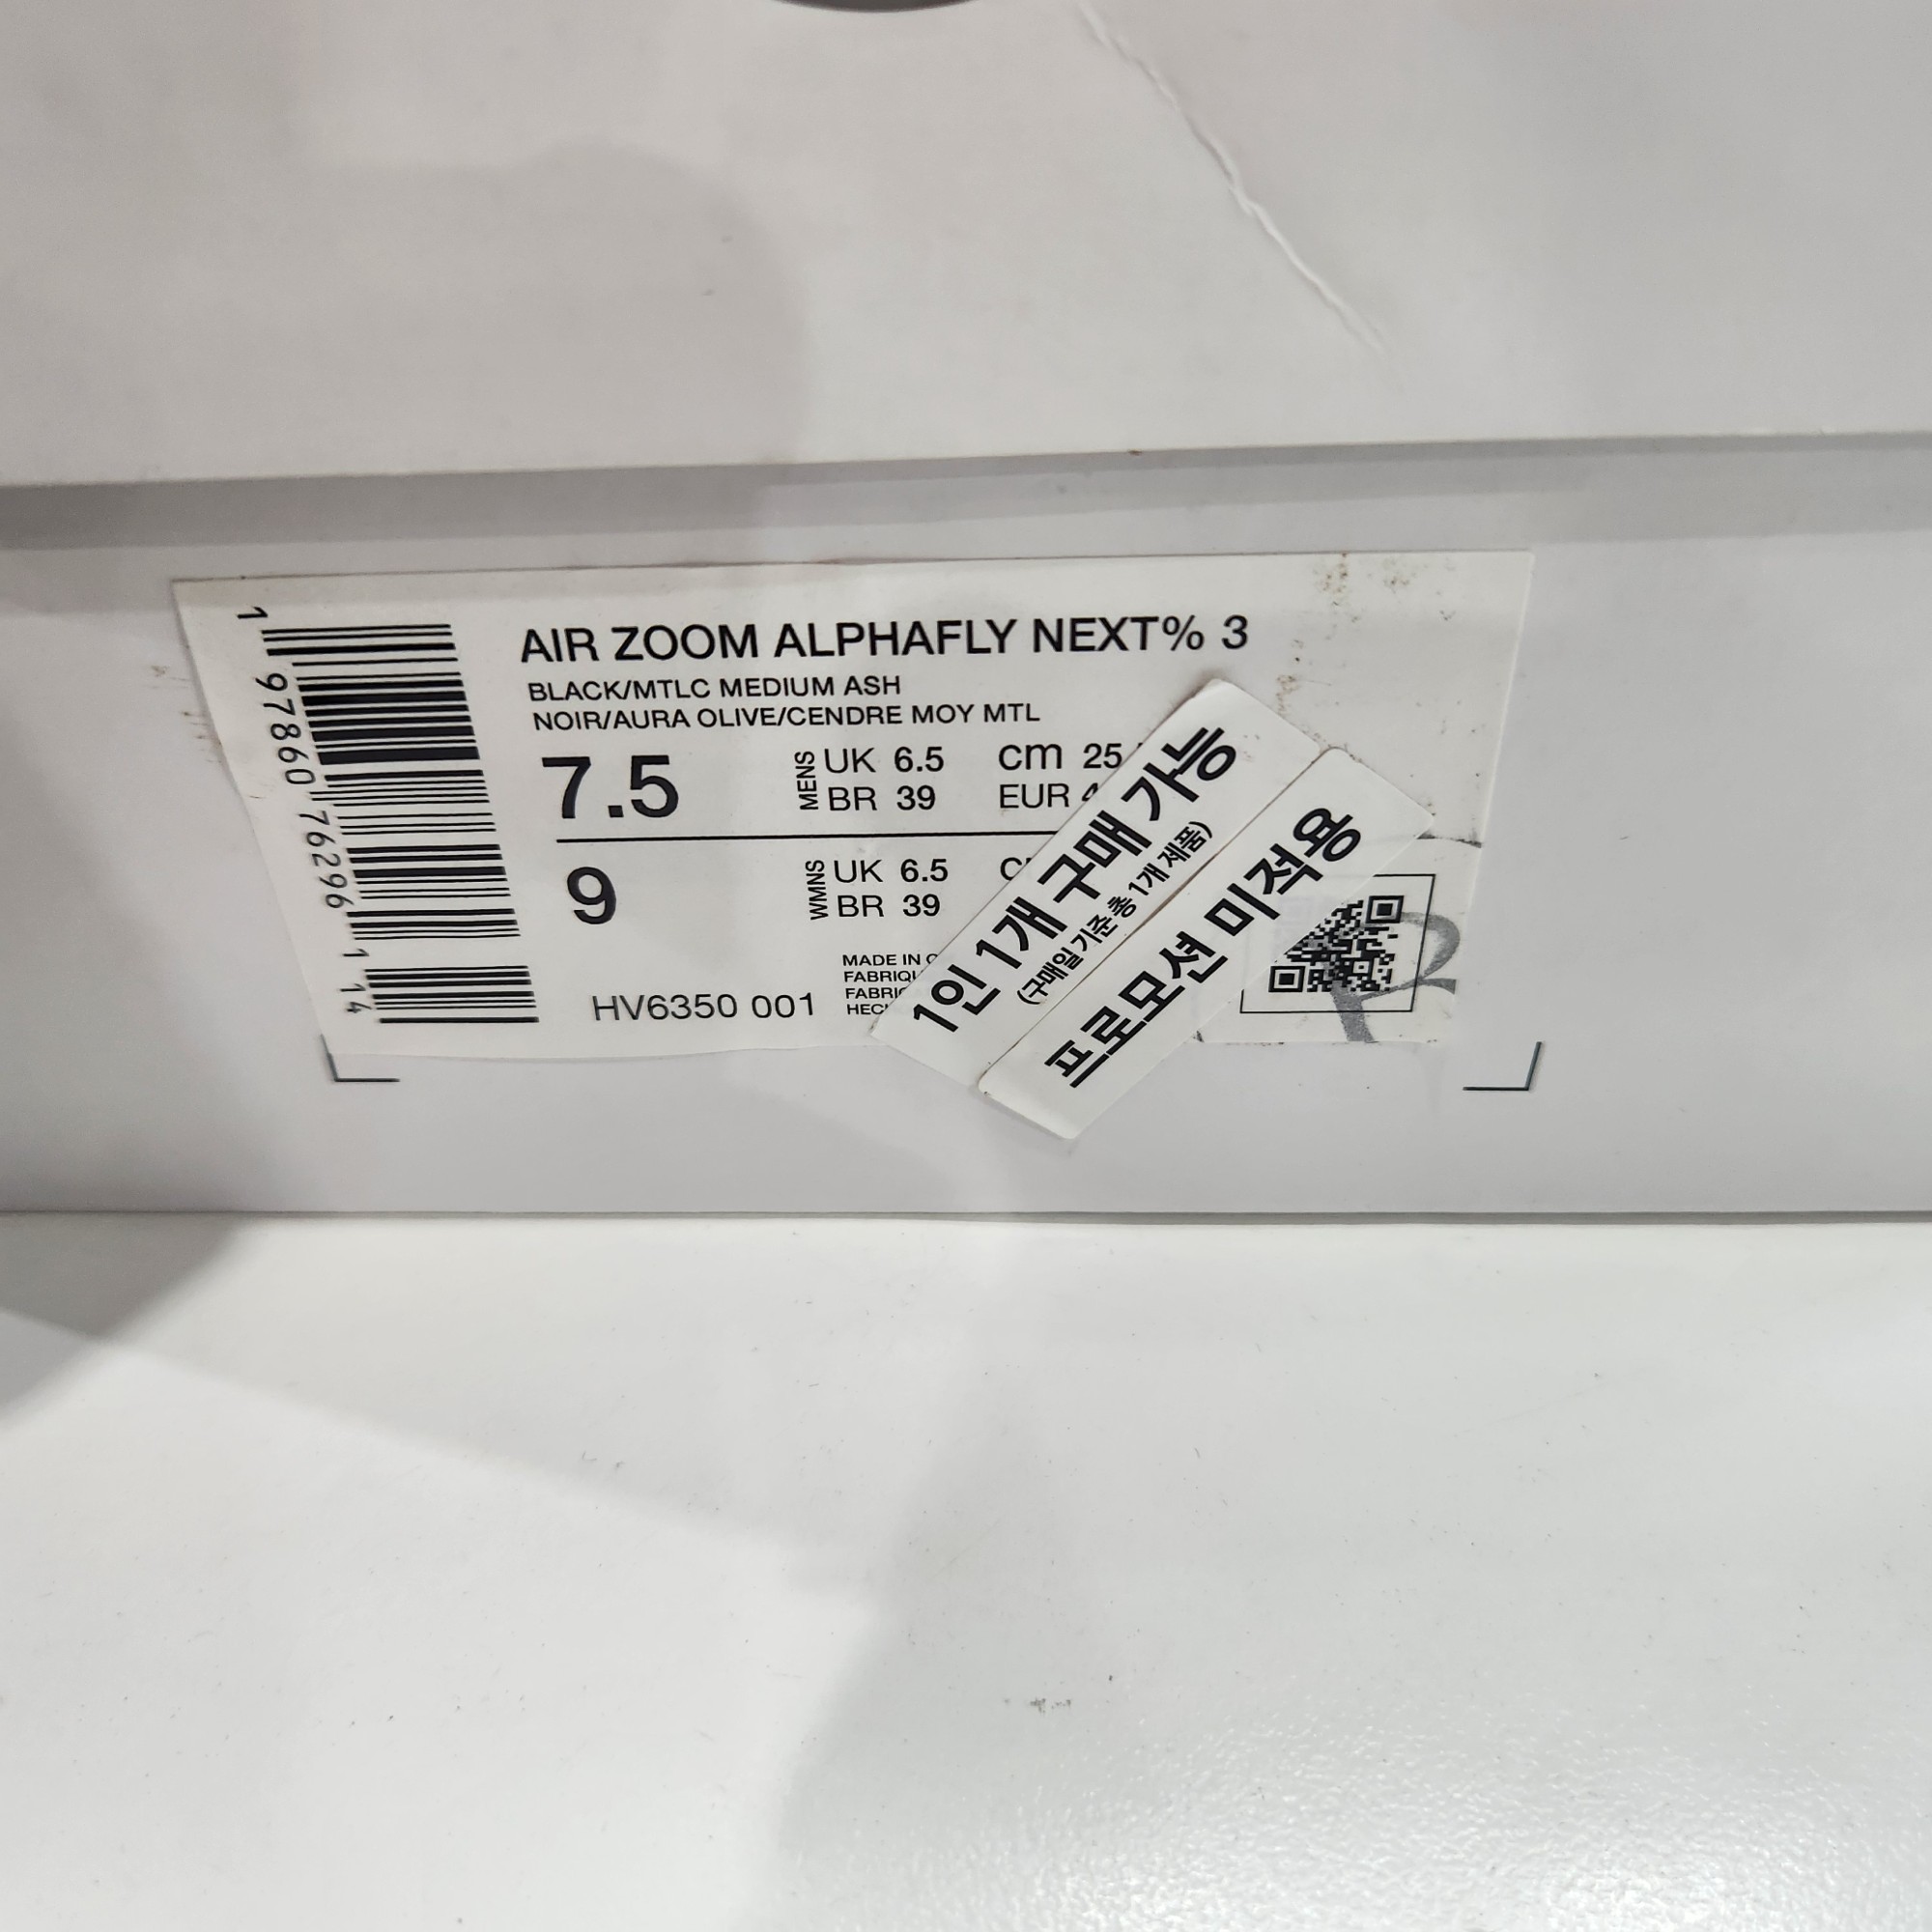 AIR ZOOM ALPHAFLY NEXT% 3
BLACK/MTLC MEDIUM ASH
NOIR/AURA OLIVE/CENDRE MOY MTL
7.5 MENS UK 6.5 cm 25
BR 39 EUR
9 WMNS UK 6.5
BR 39
MADE IN
HV6350 001
1 97860 76296 1 14
1인 1개 구매 가능
(구매일 기준 총 1개 제품)
프로모션 미적용